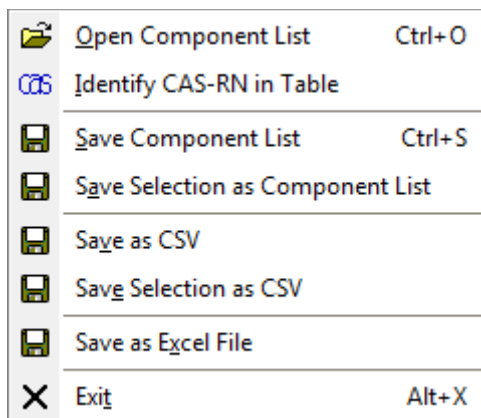 Open Component List Ctrl+O
CAS Identify CAS-RN in Table
Save Component List Ctrl+S
Save Selection as Component List
Save as CSV
Save Selection as CSV
Save as Excel File
Exit Alt+X